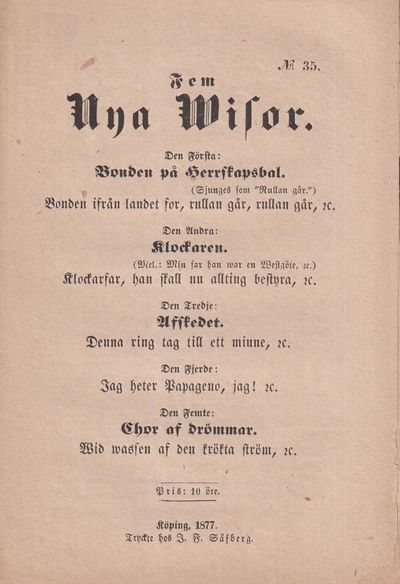 № 35.
Fem
Nya Wisor.
Den Första:
Bonden på Herrskapsbal.
(Sjunges som "Rullan går.")
Bonden ifrån landet for, rullan går, rullan går, ꝛc.
Den Andra:
Klockaren.
(Mel.: Min far han war en Westgöte, ꝛc.)
Klockarfar, han skall nu allting bestyra, ꝛc.
Den Tredje:
Afskedet.
Denna ring tag till ett minne, ꝛc.
Den Fjerde:
Jag heter Papageno, jag! ꝛc.
Den Femte:
Chor af drömmar.
Wid wassen af den krökta ström, ꝛc.
Pris: 10 öre.
Köping, 1877.
Tryckt hos J. F. Säfberg.